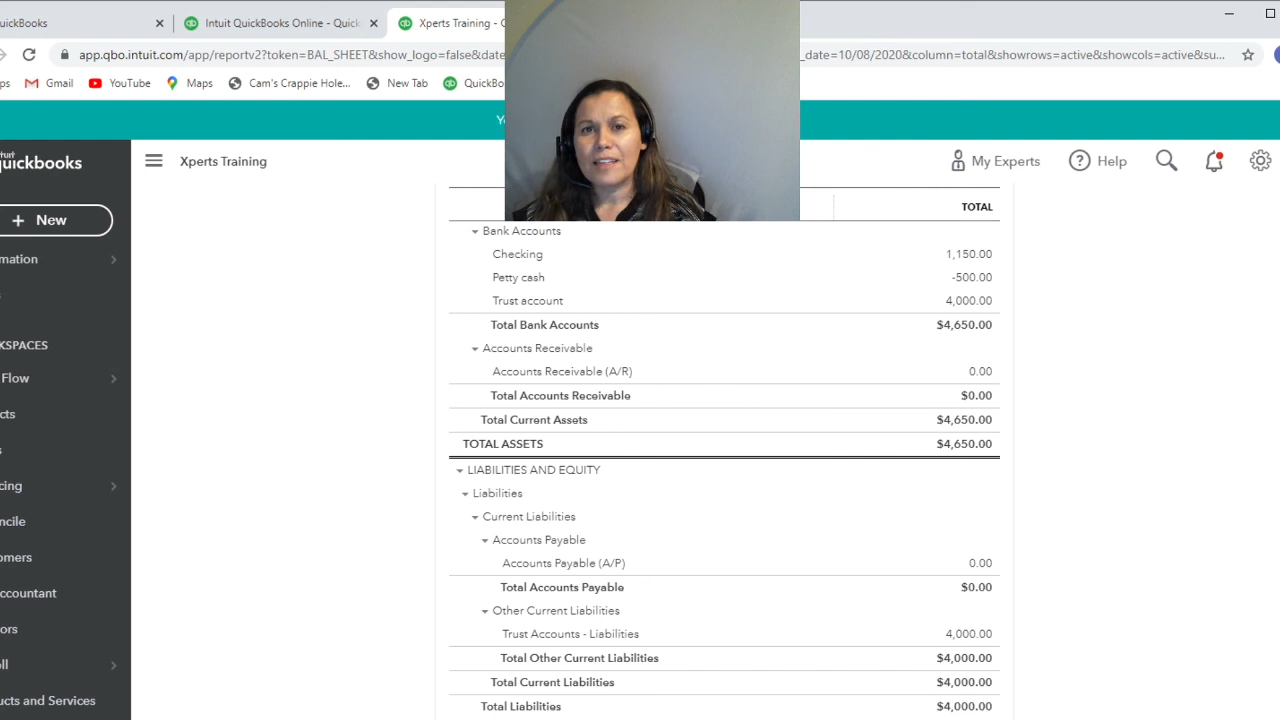 uickBooks
Intuit QuickBooks Online - Quick
Xperts Training - 
app.qbo.intuit.com/app/reportv2?token=BAL_SHEET&show_logo=false&date
_date=10/08/2020&column=total&showrows=active&showcols=active&su...
ps
Gmail
YouTube
Maps
Cam's Crappie Hole...
New Tab
QuickBo
Yo
ntuit
quickbooks
Xperts Training
My Experts
Help
+ New
mation
s
KSPACES
Flow
cts
s
cing
ncile
omers
ccountant
ors
ll
ucts and Services
TOTAL
Bank Accounts
Checking 1,150.00
Petty cash -500.00
Trust account 4,000.00
Total Bank Accounts $4,650.00
Accounts Receivable
Accounts Receivable (A/R) 0.00
Total Accounts Receivable $0.00
Total Current Assets $4,650.00
TOTAL ASSETS $4,650.00
LIABILITIES AND EQUITY
Liabilities
Current Liabilities
Accounts Payable
Accounts Payable (A/P) 0.00
Total Accounts Payable $0.00
Other Current Liabilities
Trust Accounts - Liabilities 4,000.00
Total Other Current Liabilities $4,000.00
Total Current Liabilities $4,000.00
Total Liabilities $4,000.00